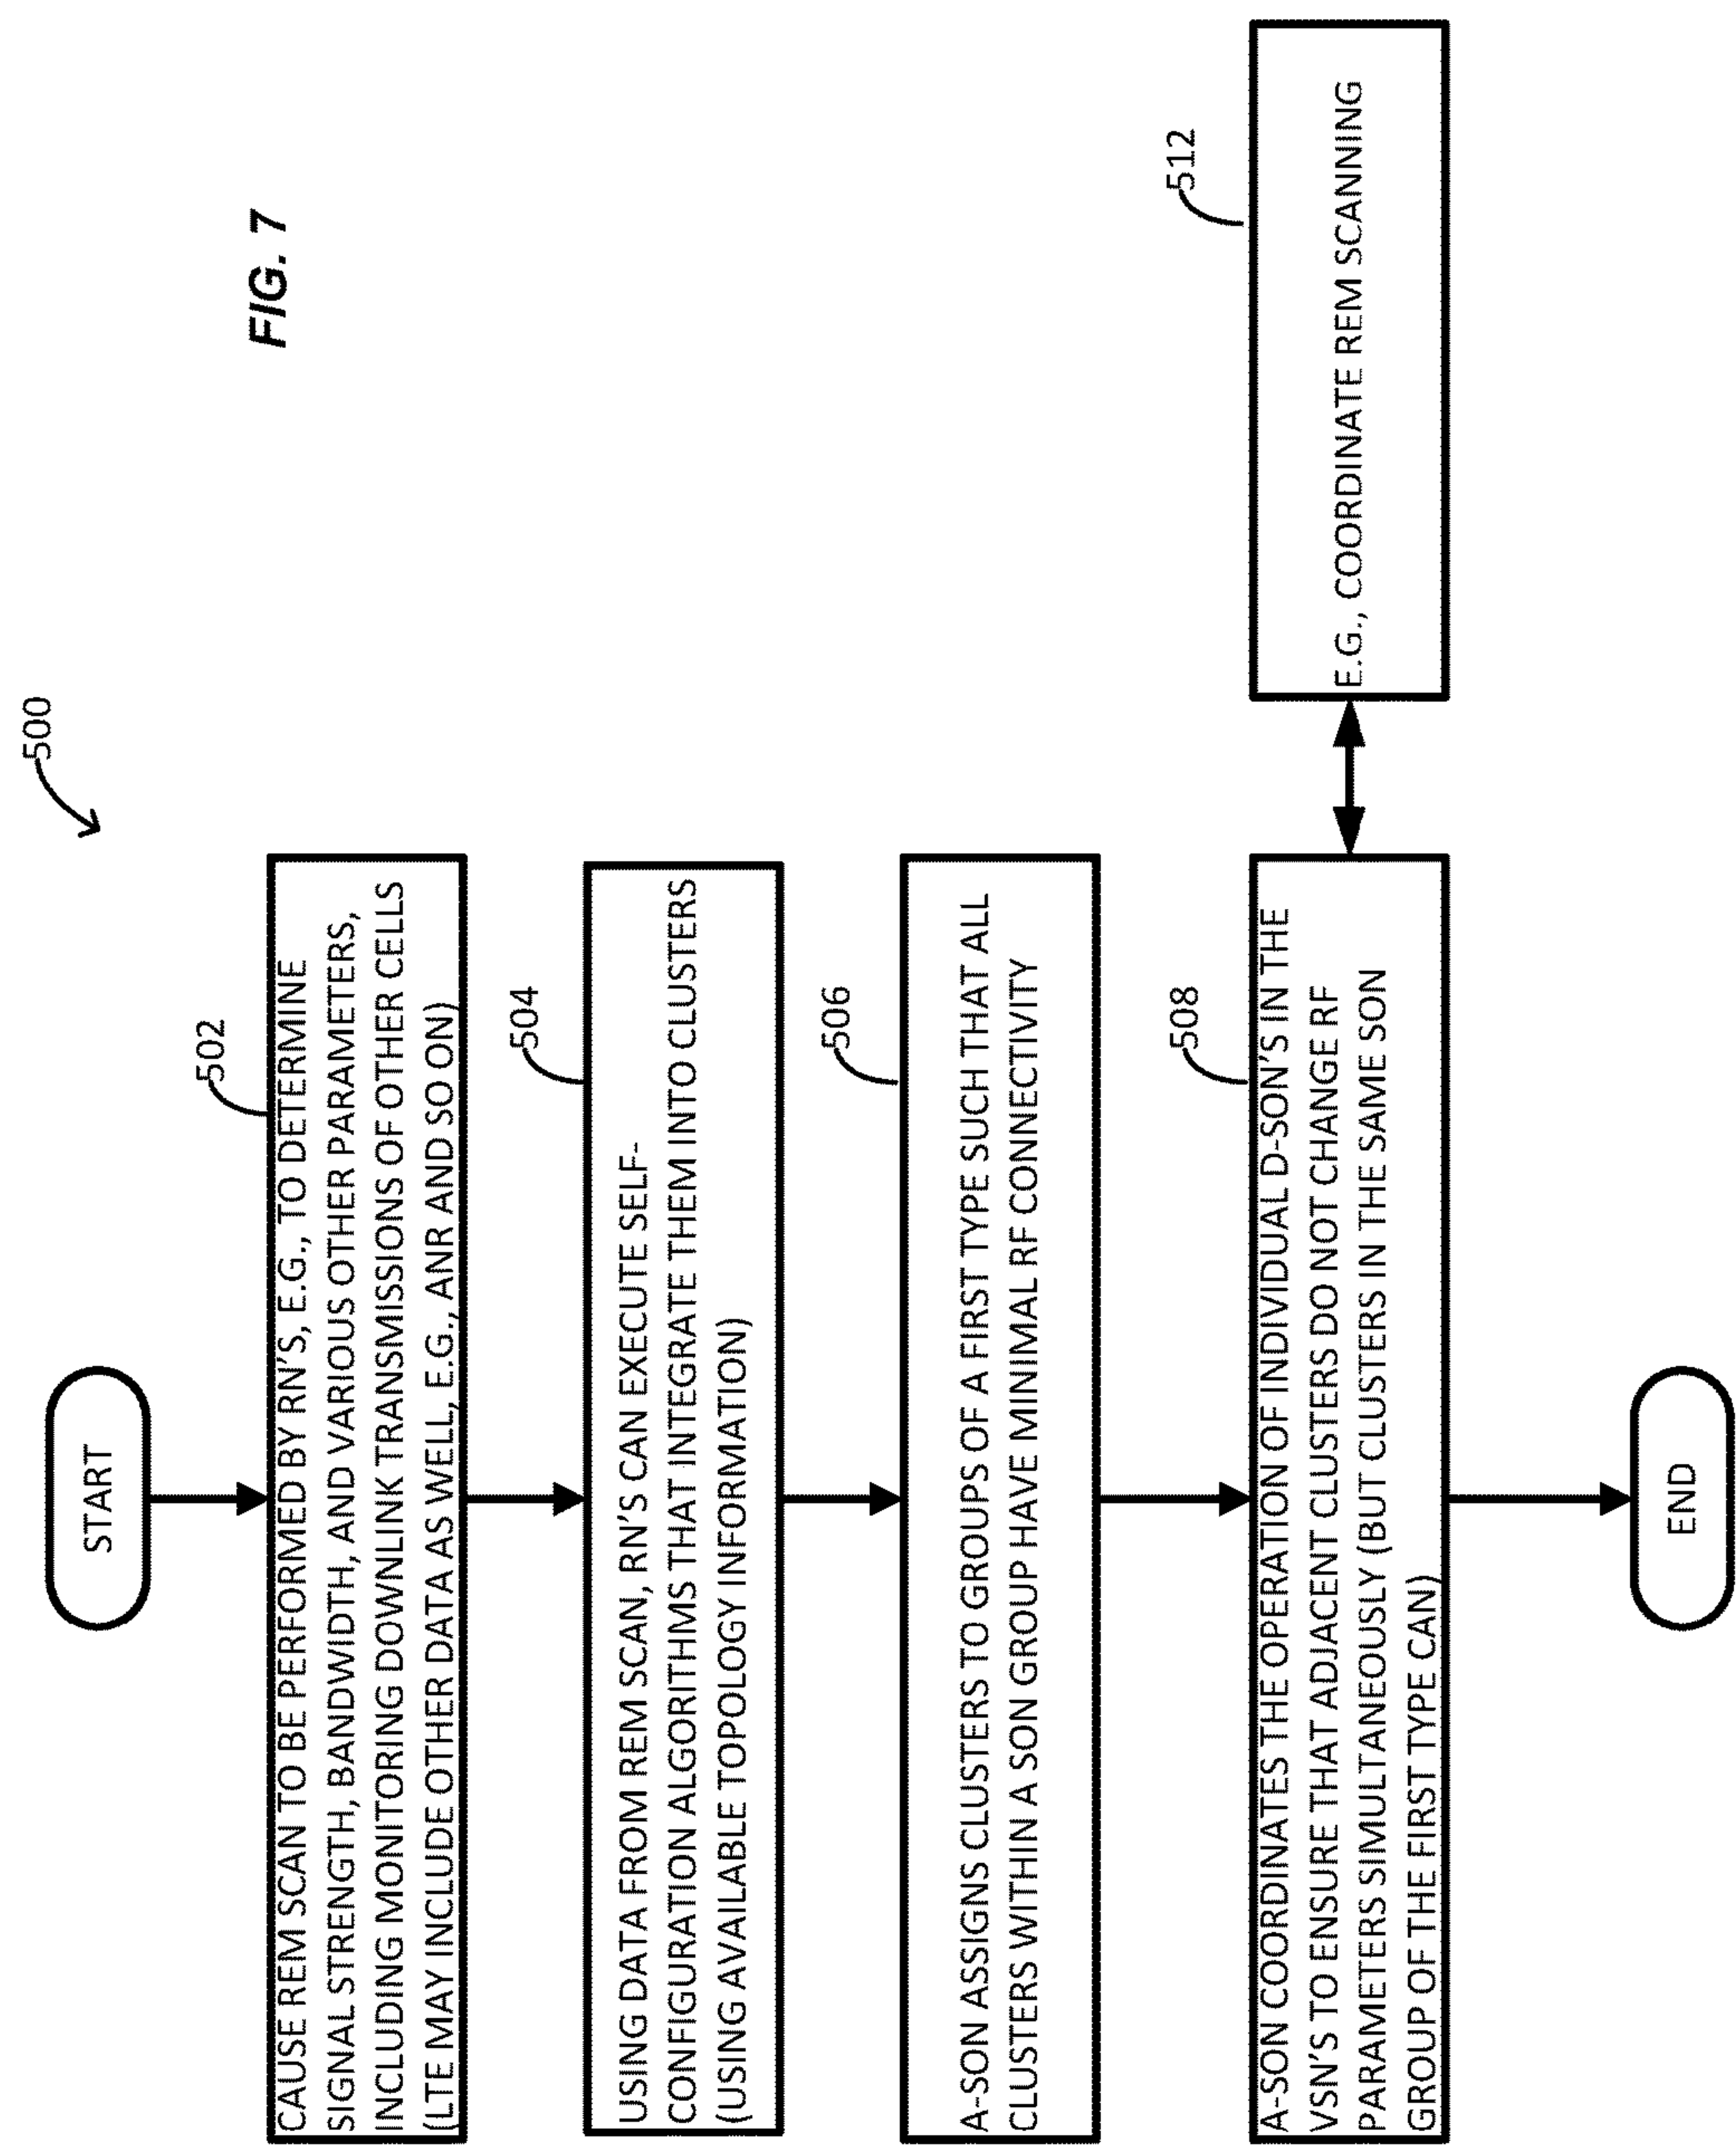 500
FIG. 7
START
502
CAUSE REM SCAN TO BE PERFORMED BY RN'S, E.G., TO DETERMINE
SIGNAL STRENGTH, BANDWIDTH, AND VARIOUS OTHER PARAMETERS,
INCLUDING MONITORING DOWNLINK TRANSMISSIONS OF OTHER CELLS
(LTE MAY INCLUDE OTHER DATA AS WELL, E.G., ANR AND SO ON)
504
USING DATA FROM REM SCAN, RN'S CAN EXECUTE SELF-
CONFIGURATION ALGORITHMS THAT INTEGRATE THEM INTO CLUSTERS
(USING AVAILABLE TOPOLOGY INFORMATION)
506
A-SON ASSIGNS CLUSTERS TO GROUPS OF A FIRST TYPE SUCH THAT ALL
CLUSTERS WITHIN A SON GROUP HAVE MINIMAL RF CONNECTIVITY
508
A-SON COORDINATES THE OPERATION OF INDIVIDUAL D-SON'S IN THE
VSN'S TO ENSURE THAT ADJACENT CLUSTERS DO NOT CHANGE RF
PARAMETERS SIMULTANEOUSLY (BUT CLUSTERS IN THE SAME SON
GROUP OF THE FIRST TYPE CAN)
512
E.G., COORDINATE REM SCANNING
END